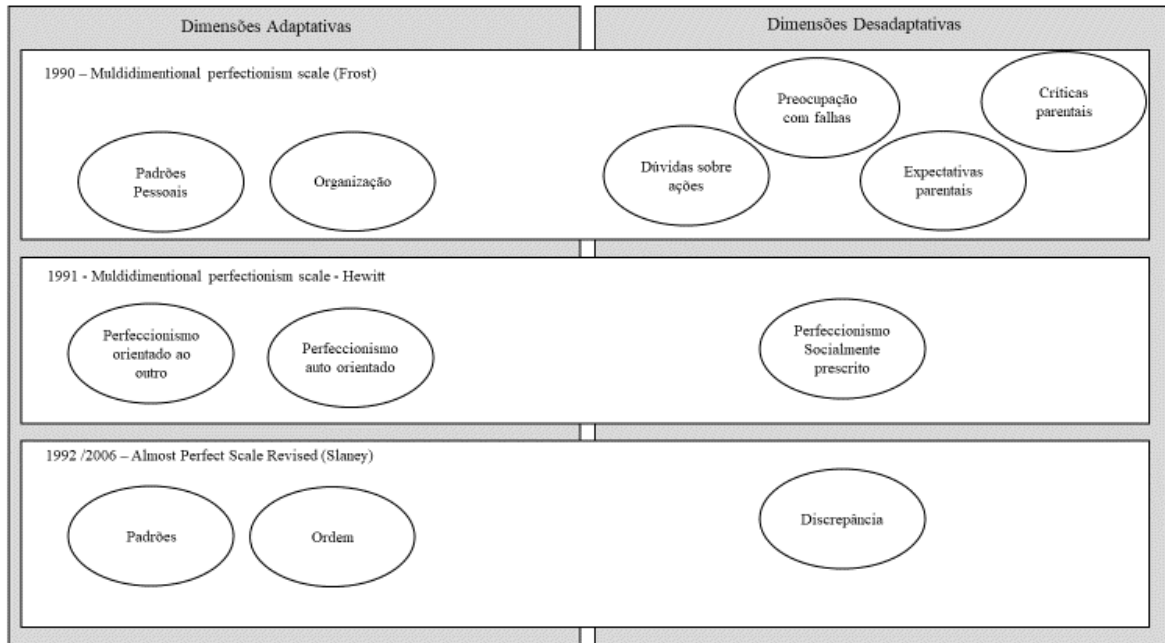 Dimensões Adaptativas
Dimensões Desadaptativas
1990 – Muldidimentional perfectionism scale (Frost)
Padrões
Pessoais
Organização
Dúvidas sobre
ações
Preocupação
com falhas
Expectativas
parentais
Críticas
parentais
1991 - Muldidimentional perfectionism scale - Hewitt
Perfeccionismo
orientado ao
outro
Perfeccionismo
auto orientado
Perfeccionismo
Socialmente
prescrito
1992 /2006 – Almost Perfect Scale Revised (Slaney)
Padrões
Ordem
Discrepância